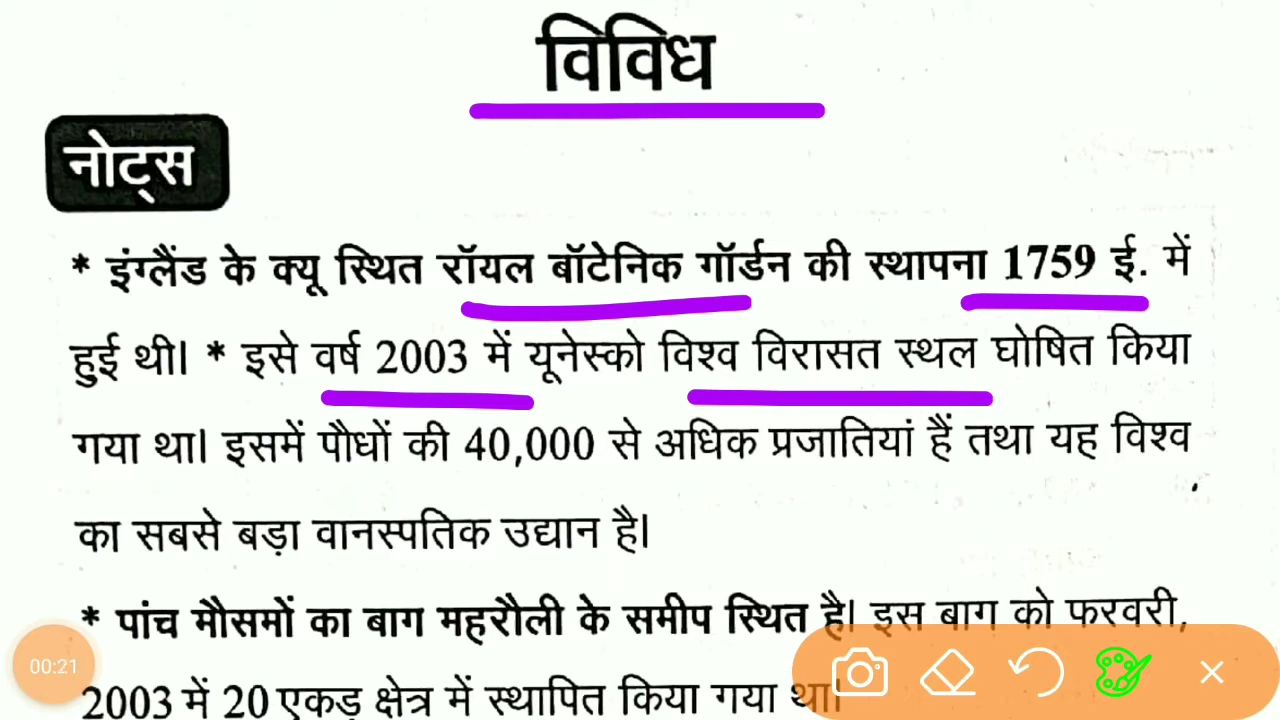 विविध
नोट्स
* इंग्लैंड के क्यू स्थित रॉयल बॉटेनिक गॉर्डन की स्थापना 1759 ई. में
हुई थी। * इसे वर्ष 2003 में यूनेस्को विश्व विरासत स्थल घोषित किया
गया था। इसमें पौधों की 40,000 से अधिक प्रजातियां हैं तथा यह विश्व
का सबसे बड़ा वानस्पतिक उद्यान है।
* पांच मौसमों का बाग महरौली के समीप स्थित है। इस बाग को फरवरी,
00:21
2003 में 20 एकड़ क्षेत्र में स्थापित किया गया था।